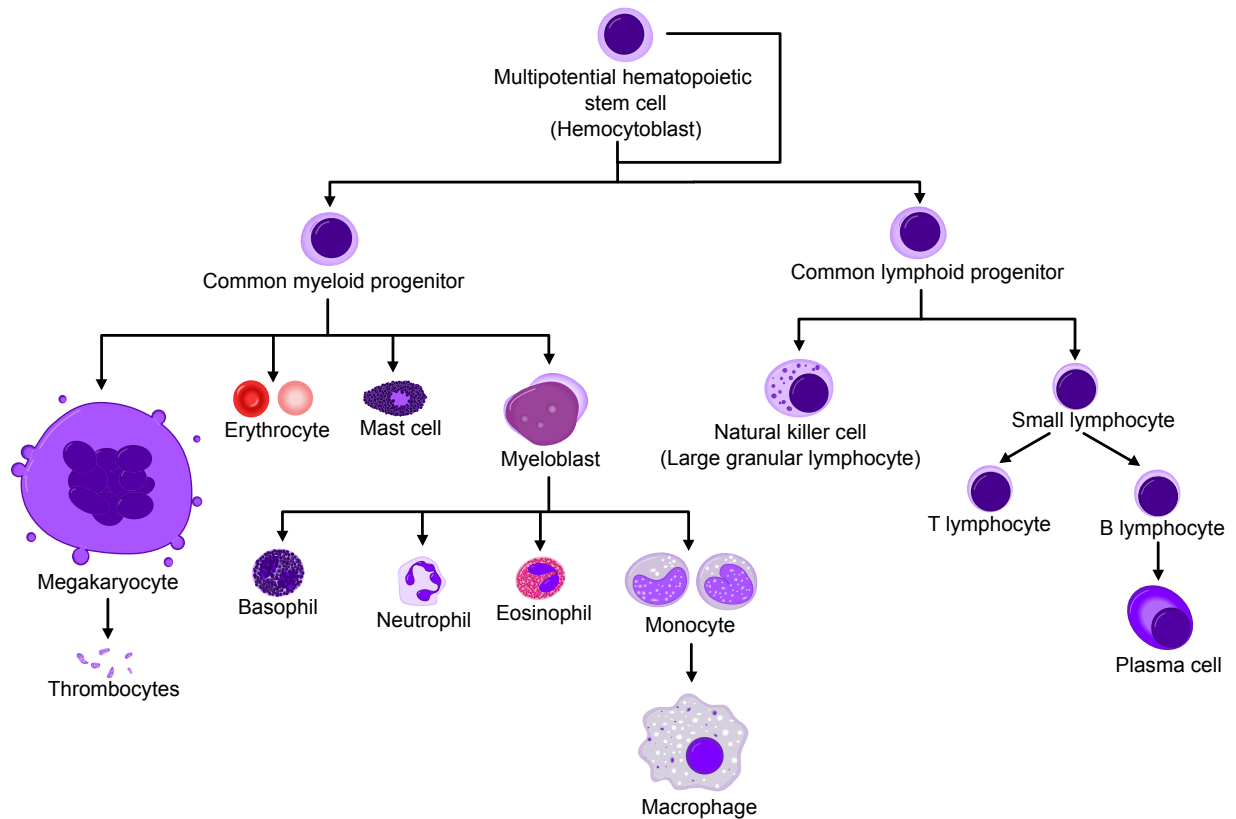 Multipotential hematopoietic
stem cell
(Hemocytoblast)
Common myeloid progenitor
Common lymphoid progenitor
Erythrocyte
Mast cell
Myeloblast
Natural killer cell
(Large granular lymphocyte)
Small lymphocyte
T lymphocyte
B lymphocyte
Megakaryocyte
Basophil
Neutrophil
Eosinophil
Monocyte
Plasma cell
Thrombocytes
Macrophage